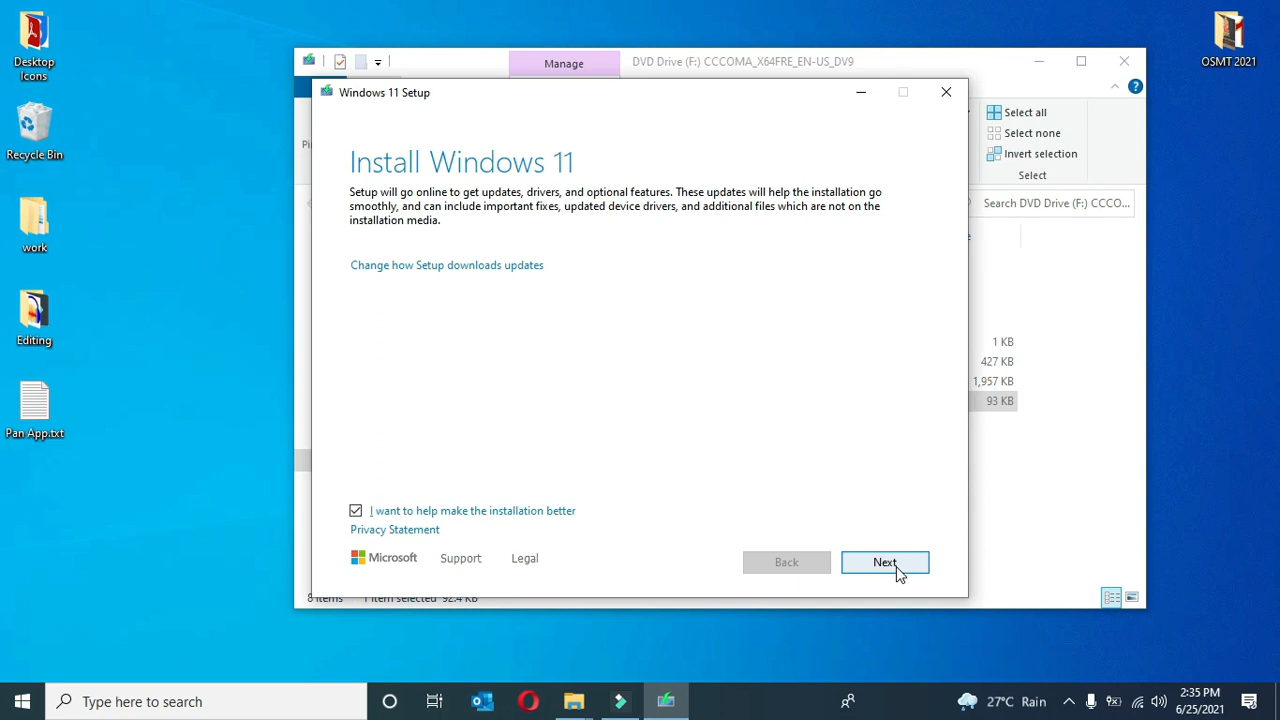 Desktop
Icons
Recycle Bin
work
Editing
Pan App.txt
OSMT 2021
Manage
DVD Drive (F:) CCCOMA_X64FRE_EN-US_DV9
Select all
Select none
Invert selection
Select
Search DVD Drive (F:) CCCO...
1 KB
427 KB
1,957 KB
93 KB
Windows 11 Setup
Install Windows 11
Setup will go online to get updates, drivers, and optional features. These updates will help the installation go
smoothly, and can include important fixes, updated device drivers, and additional files which are not on the
installation media.
Change how Setup downloads updates
I want to help make the installation better
Privacy Statement
Microsoft
Support
Legal
Back
Next
8 items
1 item selected 92.4 KB
Type here to search
27°C Rain
2:35 PM
6/25/2021